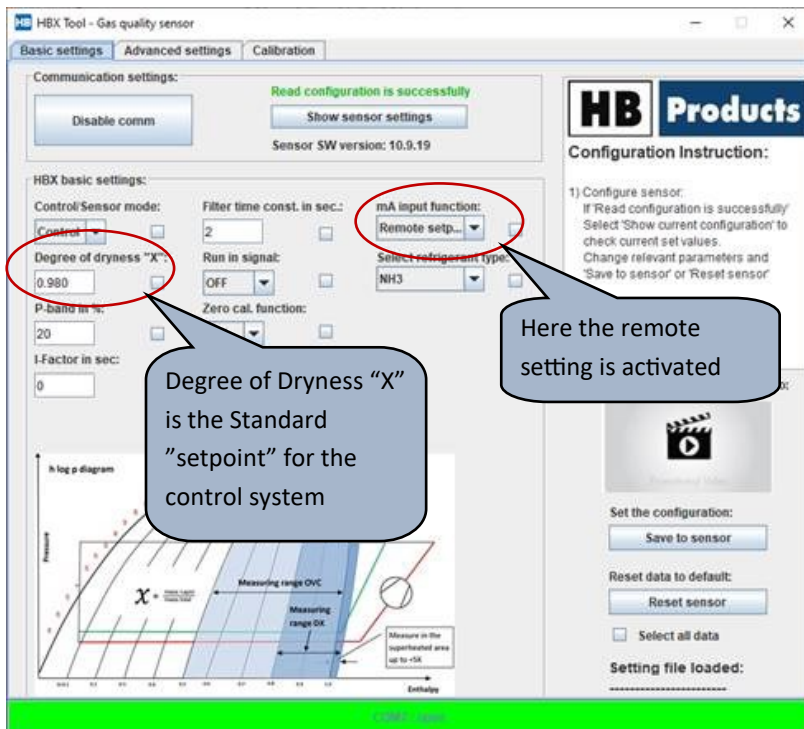 HBX Tool - Gas quality sensor
Basic settings
Advanced settings
Calibration
Communication settings:
Read configuration is successfully
Disable comm
Show sensor settings
Sensor SW version: 10.9.19
HBX basic settings:
Control/Sensor mode:
Filter time const. in sec.:
mA input function:
Control
2
Remote setp...
Degree of dryness "X":
Run in signal:
Select refrigerant type:
0.980
OFF
NH3
P-band in %:
Zero cal. function:
20
I-Factor in sec:
0
Degree of Dryness “X”
is the Standard
”setpoint” for the
control system
Here the remote
setting is activated
h log p diagram
Pressure
X =
Measuring range OVC
Measuring
range DX
Measure in the
superheated area
up to <5K
Enthalpy
HB Products
Configuration Instruction:
1) Configure sensor:
If 'Read configuration is successfully'
Select 'Show current configuration' to
check current set values.
Change relevant parameters and
'Save to sensor' or 'Reset sensor'
Set the configuration:
Save to sensor
Reset data to default:
Reset sensor
Select all data
Setting file loaded:
-----------------------